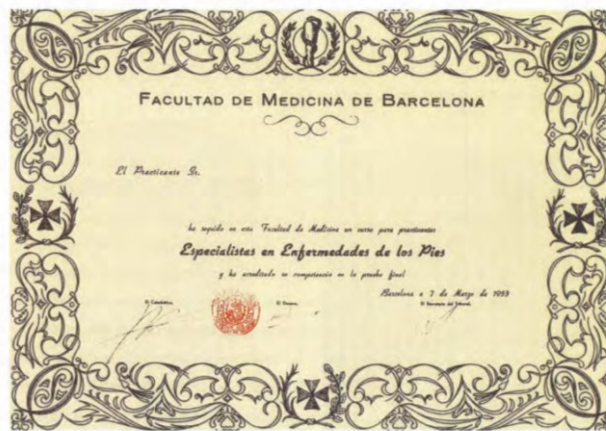 FACULTAD DE MEDICINA DE BARCELONA
El Practicante Sr.
ha seguido en esta Facultad de Medicina un curso para practicantes
Especialistas en Enfermedades de los Pies
y ha acreditado su competencia en la prueba final
Barcelona a 7 de Marzo de 1953
El Catedrático, El Decano, El Secretario del Tribunal,